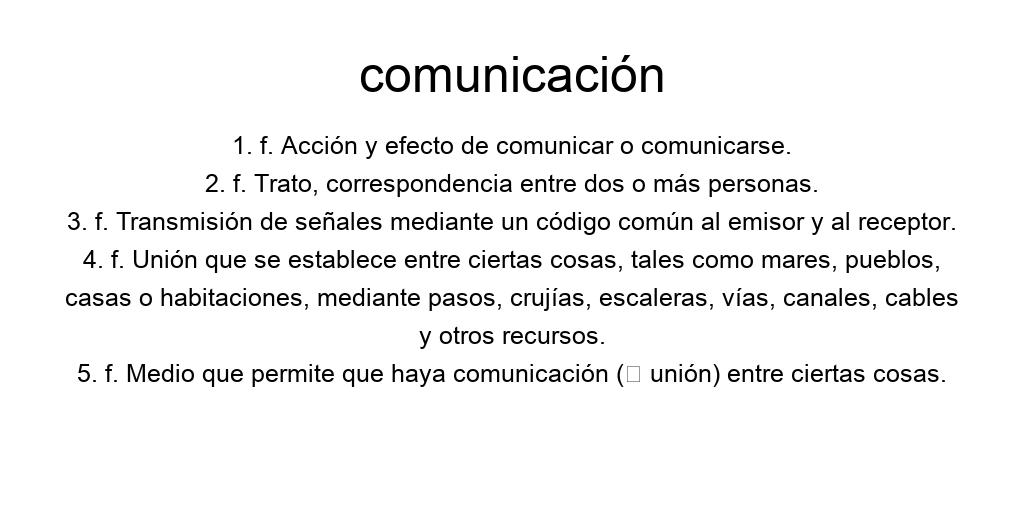 comunicación
1. f. Acción y efecto de comunicar o comunicarse.
2. f. Trato, correspondencia entre dos o más personas.
3. f. Transmisión de señales mediante un código común al emisor y al receptor.
4. f. Unión que se establece entre ciertas cosas, tales como mares, pueblos,
casas o habitaciones, mediante pasos, crujías, escaleras, vías, canales, cables
y otros recursos.
5. f. Medio que permite que haya comunicación (▯ unión) entre ciertas cosas.